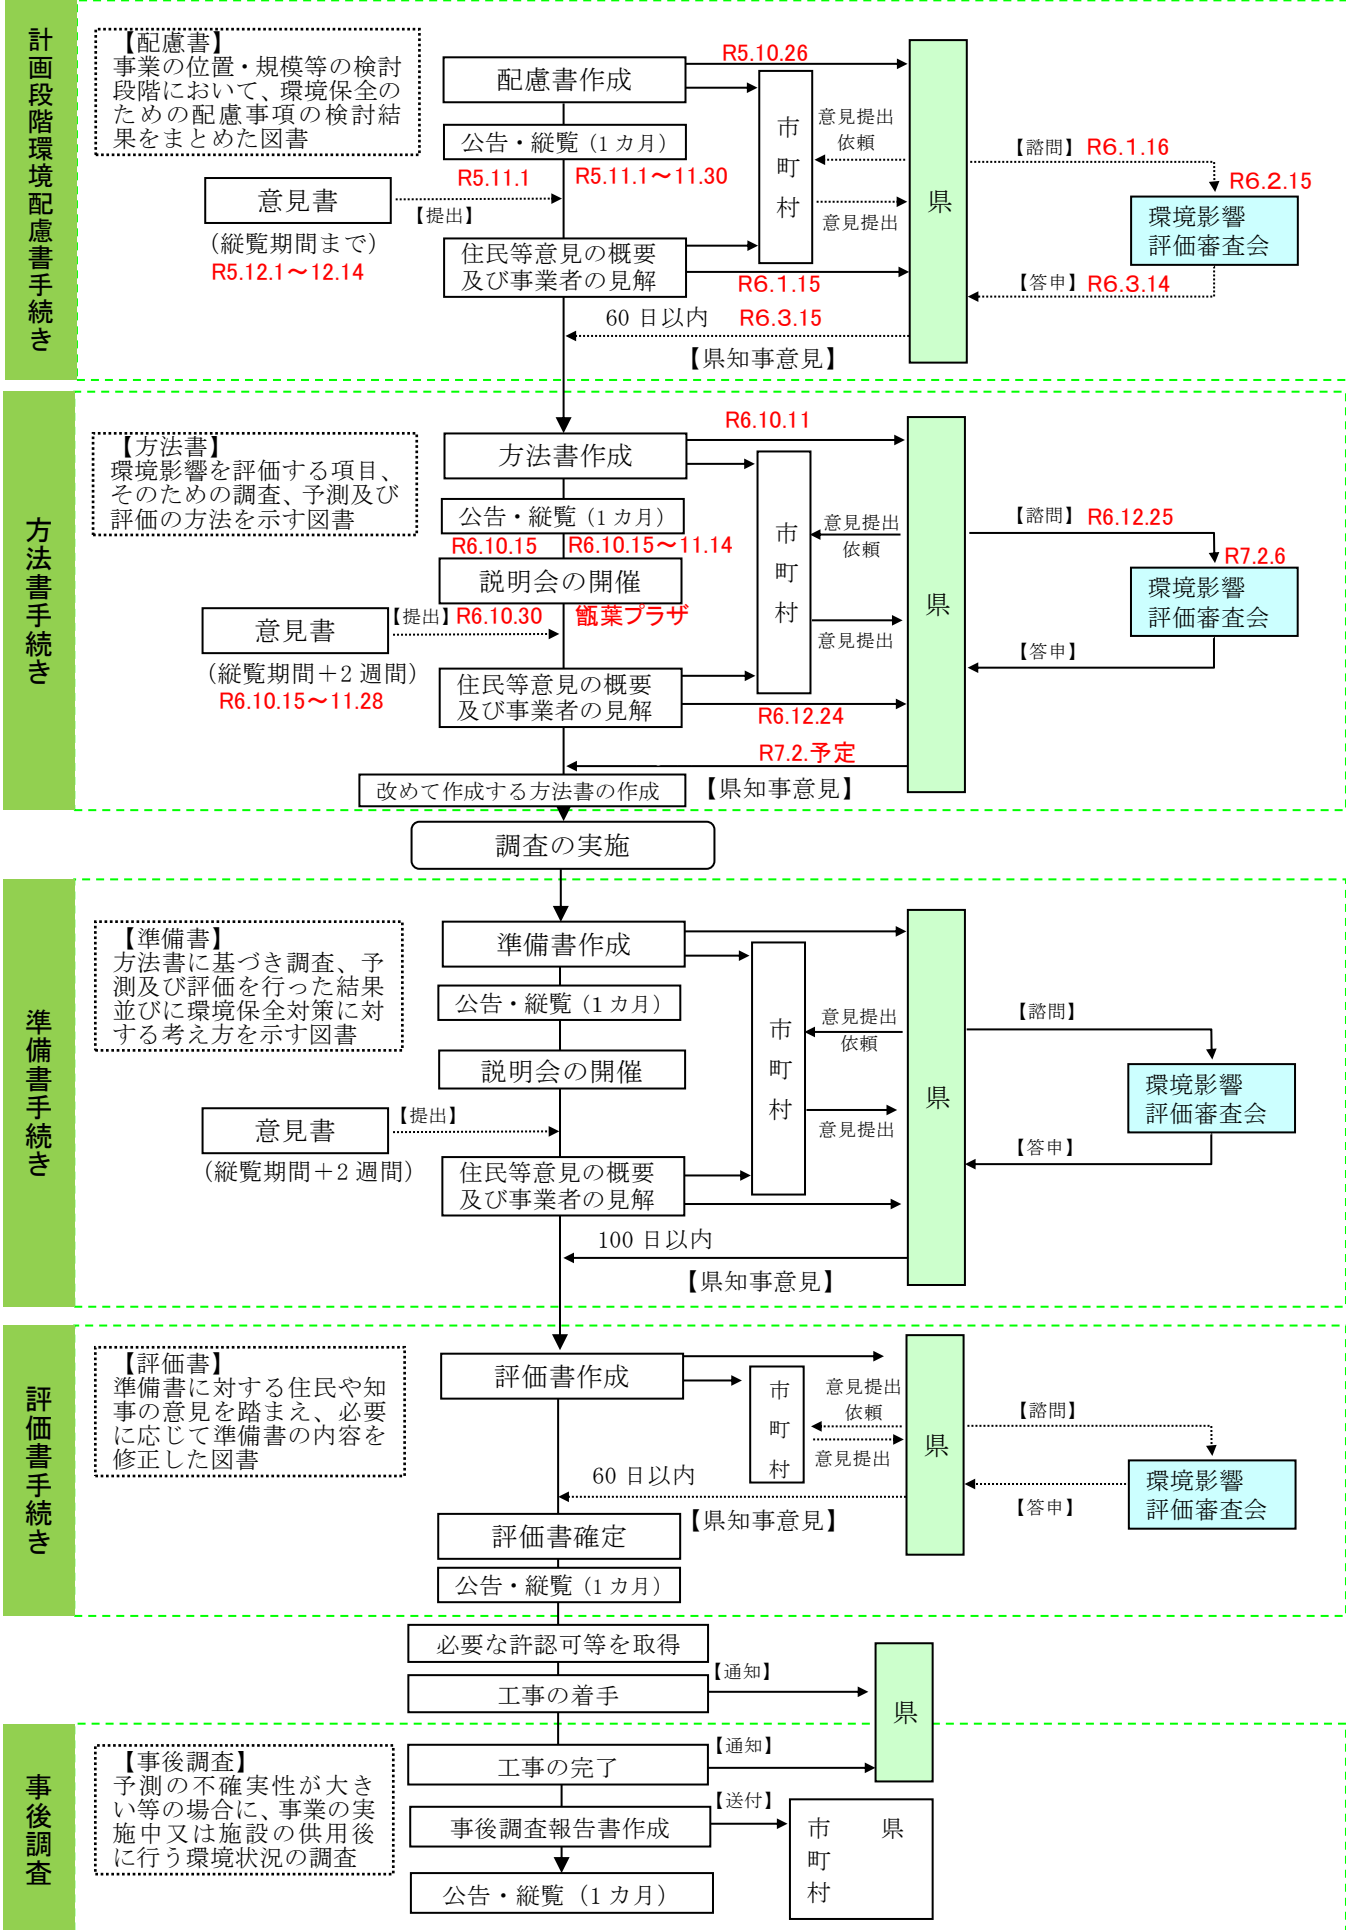 計画段階環境配慮書手続き
【配慮書】
事業の位置・規模等の検討
段階において、環境保全の
ための配慮事項の検討結
果をまとめた図書
配慮書作成
R5.10.26
公告・縦覧（1カ月）
R5.11.1
R5.11.1～11.30
意見書
【提出】
（縦覧期間まで）
R5.12.1～12.14
住民等意見の概要
及び事業者の見解
R6.1.15
市町村
意見提出
依頼
意見提出
県
【諮問】 R6.1.16
R6.2.15
環境影響
評価審査会
【答申】 R6.3.14
60日以内
R6.3.15
【県知事意見】
方法書手続き
【方法書】
環境影響を評価する項目、
そのための調査、予測及び
評価の方法を示す図書
方法書作成
R6.10.11
公告・縦覧（1カ月）
R6.10.15
R6.10.15～11.14
説明会の開催
意見書
【提出】 R6.10.30
甑葉プラザ
（縦覧期間＋2週間）
R6.10.15～11.28
住民等意見の概要
及び事業者の見解
R6.12.24
市町村
意見提出
依頼
意見提出
県
【諮問】 R6.12.25
R7.2.6
環境影響
評価審査会
【答申】
R7.2.予定
【県知事意見】
改めて作成する方法書の作成
調査の実施
準備書手続き
【準備書】
方法書に基づき調査、予
測及び評価を行った結果
並びに環境保全対策に対
する考え方を示す図書
準備書作成
公告・縦覧（1カ月）
説明会の開催
意見書
【提出】
（縦覧期間＋2週間）
住民等意見の概要
及び事業者の見解
市町村
意見提出
依頼
意見提出
県
【諮問】
環境影響
評価審査会
【答申】
100日以内
【県知事意見】
評価書手続き
【評価書】
準備書に対する住民や知
事の意見を踏まえ、必要
に応じて準備書の内容を
修正した図書
評価書作成
市町村
意見提出
依頼
意見提出
県
【諮問】
環境影響
評価審査会
【答申】
60日以内
【県知事意見】
評価書確定
公告・縦覧（1カ月）
必要な許認可等を取得
工事の着手
【通知】
県
事後調査
【事後調査】
予測の不確実性が大き
い等の場合に、事業の実
施中又は施設の供用後
に行う環境状況の調査
工事の完了
【通知】
事後調査報告書作成
【送付】
市町村
県
公告・縦覧（1カ月）